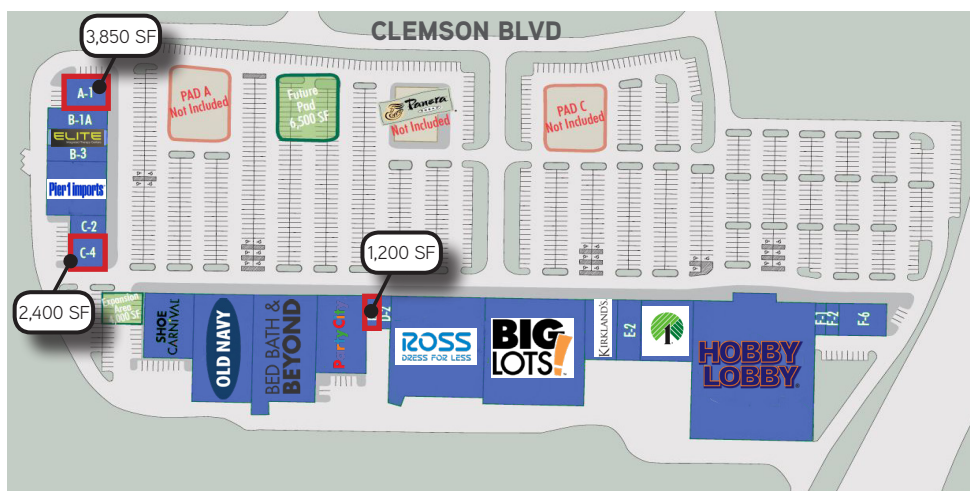 CLEMSON BLVD
3,850 SF
A-1
B-1A
ELITE
B-3
Pier 1 imports
C-2
C-4
2,400 SF
PAD A
Not Included
Future
Pad
6,500 SF
Panera
Not Included
PAD C
Not Included
1,200 SF
Expansion
Area
SHOE
CARNIVAL
OLD NAVY
BED BATH &
BEYOND
PartyCity
D-2
ROSS
DRESS FOR LESS
BIG
LOTS!
KIRKLAND'S
E-2
1
HOBBY
LOBBY
F-1
F-2
F-6